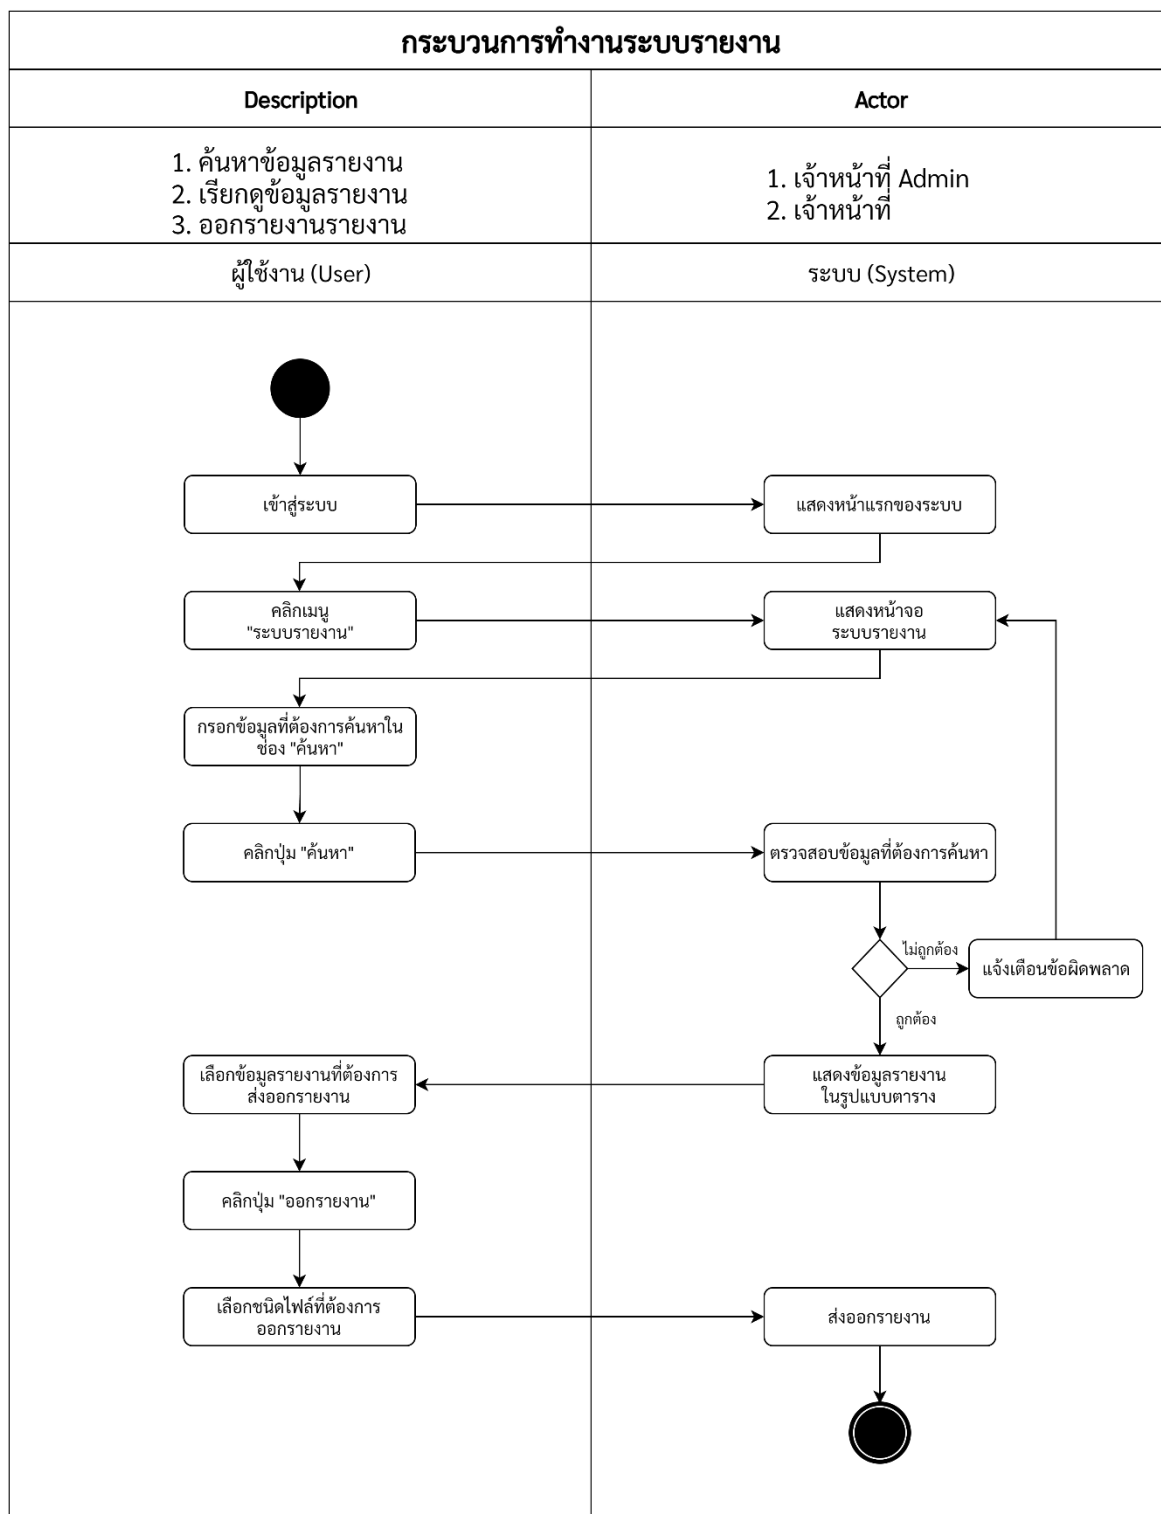 กระบวนการทำงานระบบรายงาน
Description
Actor
1. ค้นหาข้อมูลรายงาน
2. เรียกดูข้อมูลรายงาน
3. ออกรายงานรายงาน
1. เจ้าหน้าที่ Admin
2. เจ้าหน้าที่
ผู้ใช้งาน (User)
ระบบ (System)
เข้าสู่ระบบ
แสดงหน้าแรกของระบบ
คลิกเมนู
"ระบบรายงาน"
แสดงหน้าจอ
ระบบรายงาน
กรอกข้อมูลที่ต้องการค้นหาใน
ช่อง "ค้นหา"
คลิกปุ่ม "ค้นหา"
ตรวจสอบข้อมูลที่ต้องการค้นหา
ไม่ถูกต้อง
แจ้งเตือนข้อผิดพลาด
ถูกต้อง
แสดงข้อมูลรายงาน
ในรูปแบบตาราง
เลือกข้อมูลรายงานที่ต้องการ
ส่งออกรายงาน
คลิกปุ่ม "ออกรายงาน"
เลือกชนิดไฟล์ที่ต้องการ
ออกรายงาน
ส่งออกรายงาน